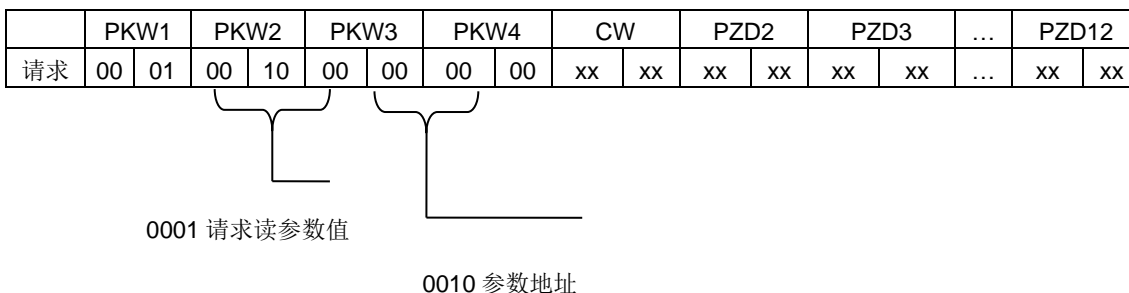 PKW1 PKW2 PKW3 PKW4 CW PZD2 PZD3 … PZD12
请求 00 01 00 10 00 00 00 00 xx xx xx xx xx xx … xx xx
0001 请求读参数值
0010 参数地址